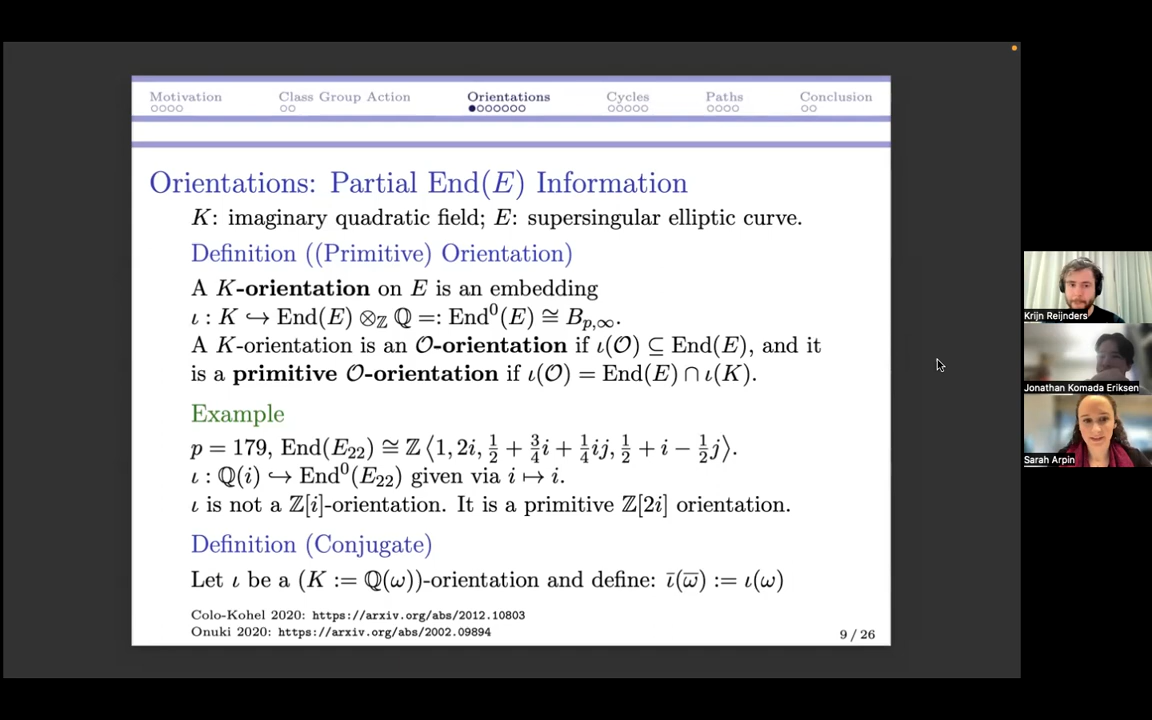 Motivation Class Group Action Orientations Cycles Paths Conclusion
Orientations: Partial End(E) Information
K: imaginary quadratic field; E: supersingular elliptic curve.
Definition ((Primitive) Orientation)
A K-orientation on E is an embedding
ι : K ↪ End(E) ⊗_ℤ ℚ =: End⁰(E) ≅ B_{p,∞}.
A K-orientation is an 𝒪-orientation if ι(𝒪) ⊆ End(E), and it
is a primitive 𝒪-orientation if ι(𝒪) = End(E) ∩ ι(K).
Example
p = 179, End(E₂₂) ≅ ℤ⟨1, 2i, 1/2 + 3/4 i + 1/4 ij, 1/2 + i − 1/2 j⟩.
ι : ℚ(i) ↪ End⁰(E₂₂) given via i ↦ i.
ι is not a ℤ[i]-orientation. It is a primitive ℤ[2i] orientation.
Definition (Conjugate)
Let ι be a (K := ℚ(ω))-orientation and define: ῑ(ω̅) := ι(ω)
Colo-Kohel 2020: https://arxiv.org/abs/2012.10803
Onuki 2020: https://arxiv.org/abs/2002.09894
9 / 26
Krijn Reijnders
Jonathan Komada Eriksen
Sarah Arpin